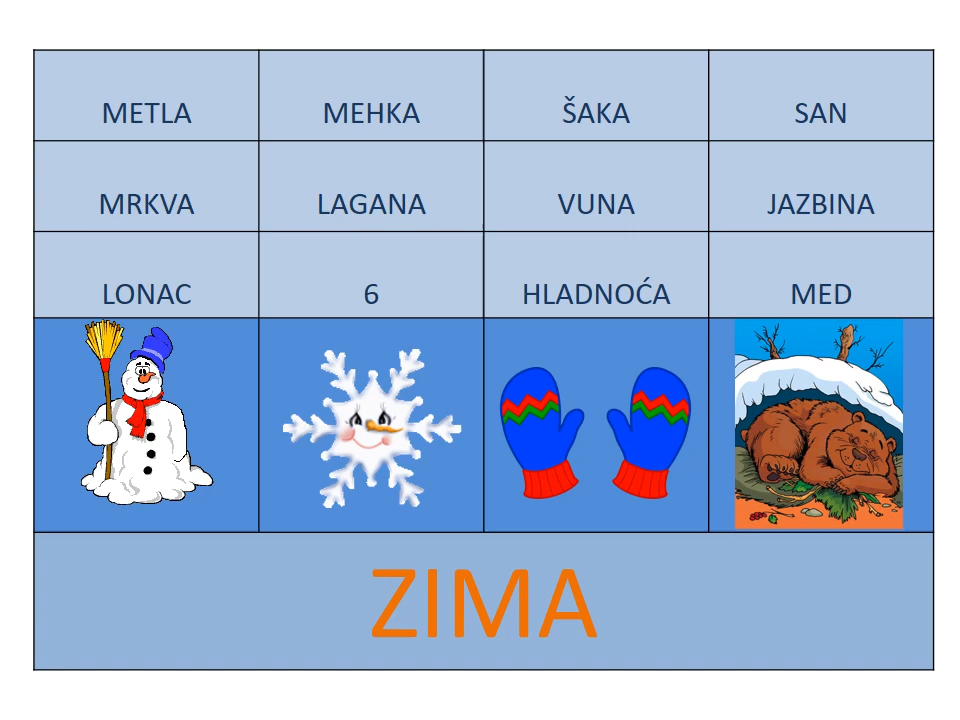 METLA MEHKA ŠAKA SAN
MRKVA LAGANA VUNA JAZBINA
LONAC 6 HLADNOĆA MED
ZIMA